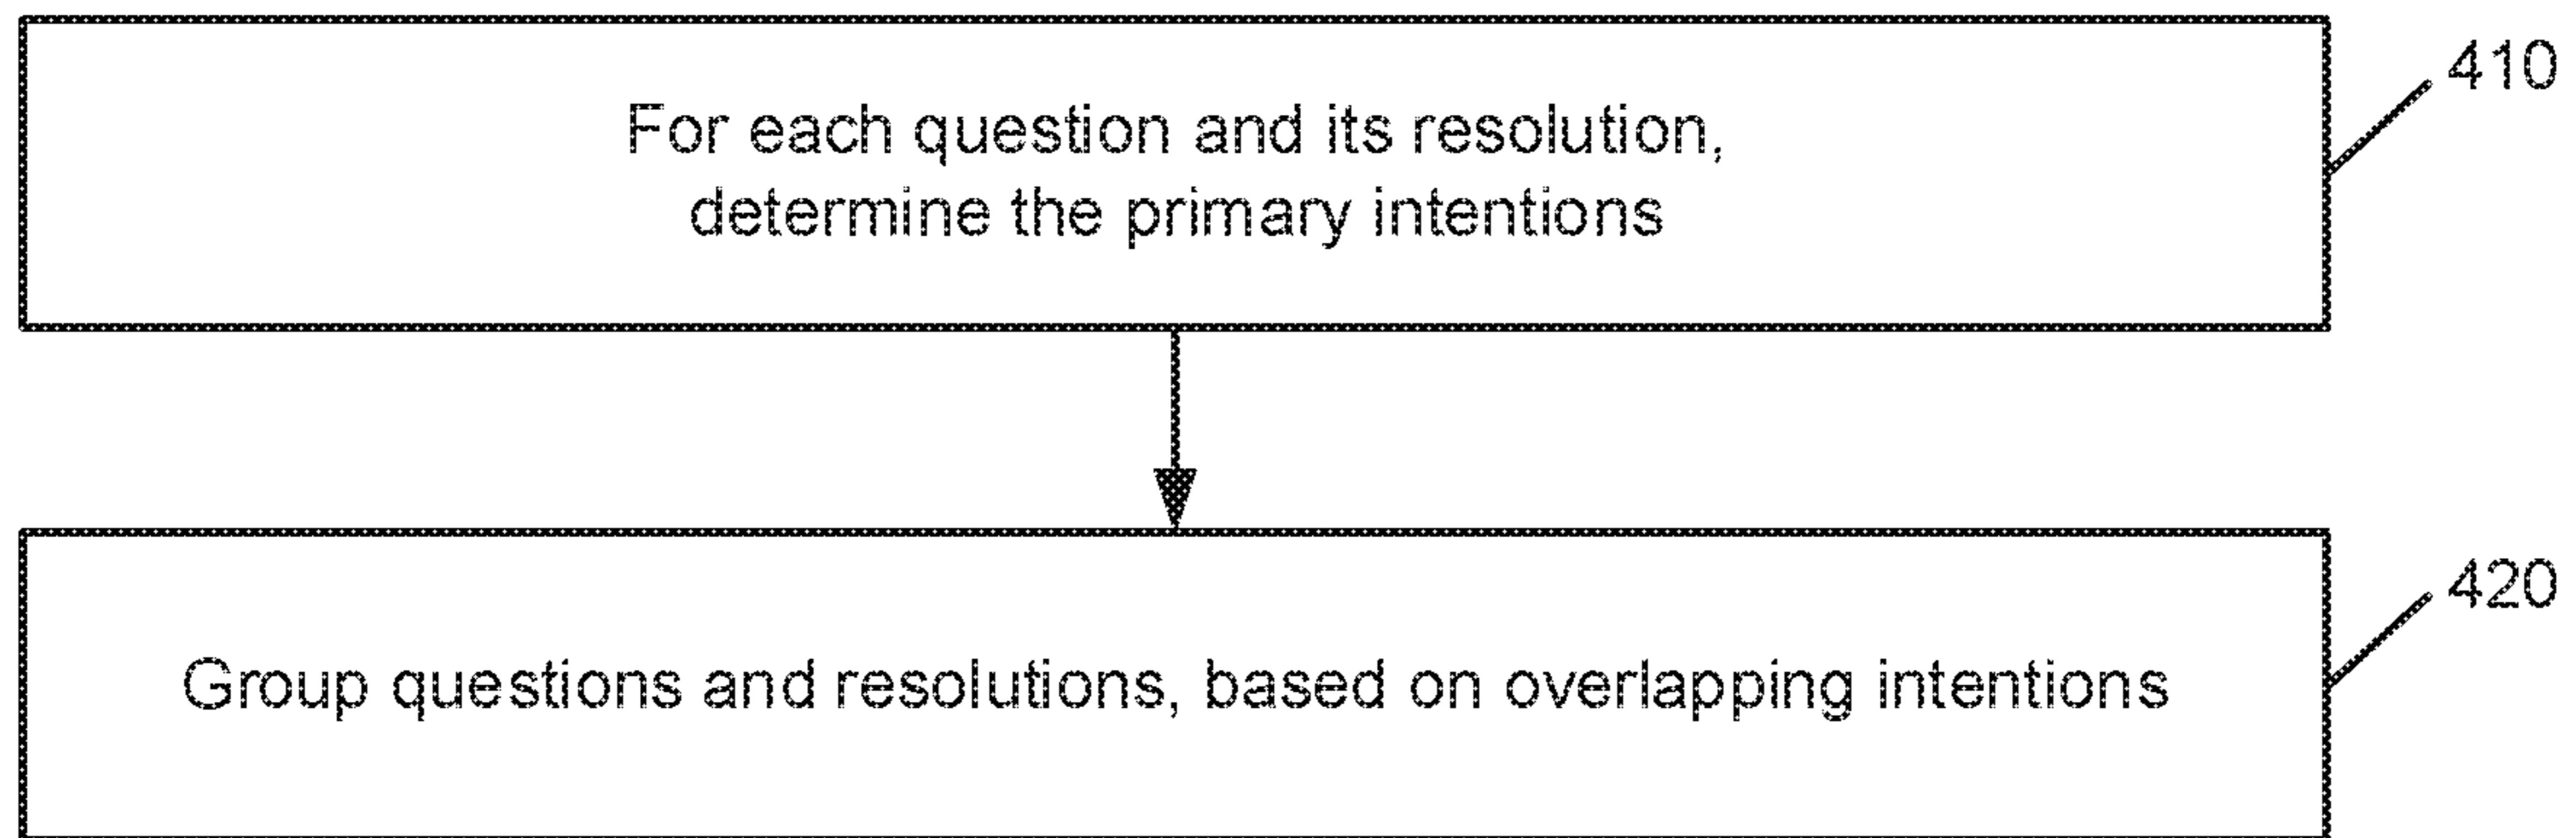 For each question and its resolution,
determine the primary intentions
410
Group questions and resolutions, based on overlapping intentions
420